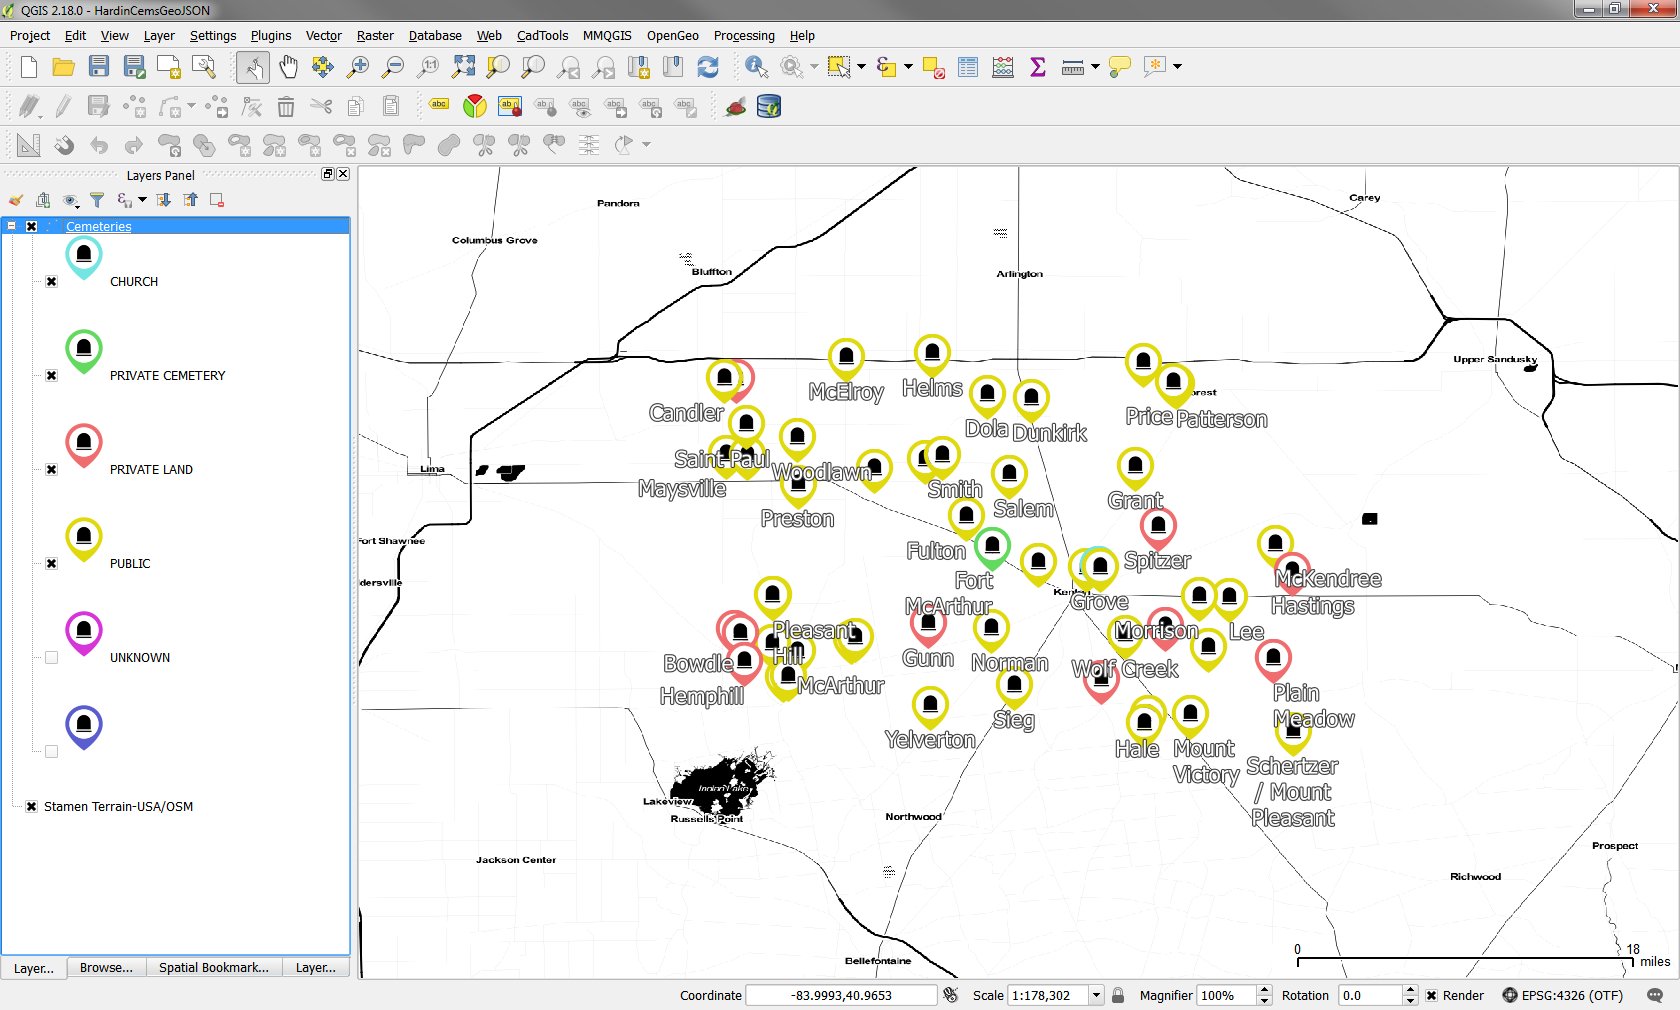 QGIS 2.18.0 - HardinCemsGeoJSON
Project Edit View Layer Settings Plugins Vector Raster Database Web CadTools MMQGIS OpenGeo Processing Help
Layers Panel
Cemeteries
CHURCH
PRIVATE CEMETERY
PRIVATE LAND
PUBLIC
UNKNOWN
Stamen Terrain-USA/OSM
Layer... Browse... Spatial Bookmark... Layer...
Pandora
Carey
Columbus Grove
Bluffton
Arlington
Upper Sandusky
McElroy
Helms
Candler
Price
Patterson
orest
Dola
Dunkirk
Saint Paul
Woodlawn
Lima
Maysville
Smith
Salem
Grant
Preston
Fort Shawnee
Fulton
Spitzer
Fort
McArthur
dersville
McKendree
Hastings
Grove
Pleasant
Hill
Morrison
Lee
Bowdle
Gunn
Norman
Wolf Creek
Hemphill
McArthur
Plain
Meadow
Sieg
Yelverton
Hale
Mount
Victory
Schertzer
/ Mount
Pleasant
Indian Lake
Lakeview
Russells Point
Northwood
Jackson Center
Prospect
Richwood
Bellefontaine
0 18
miles
Coordinate -83.9993,40.9653 Scale 1:178,302 Magnifier 100% Rotation 0.0 Render EPSG:4326 (OTF)